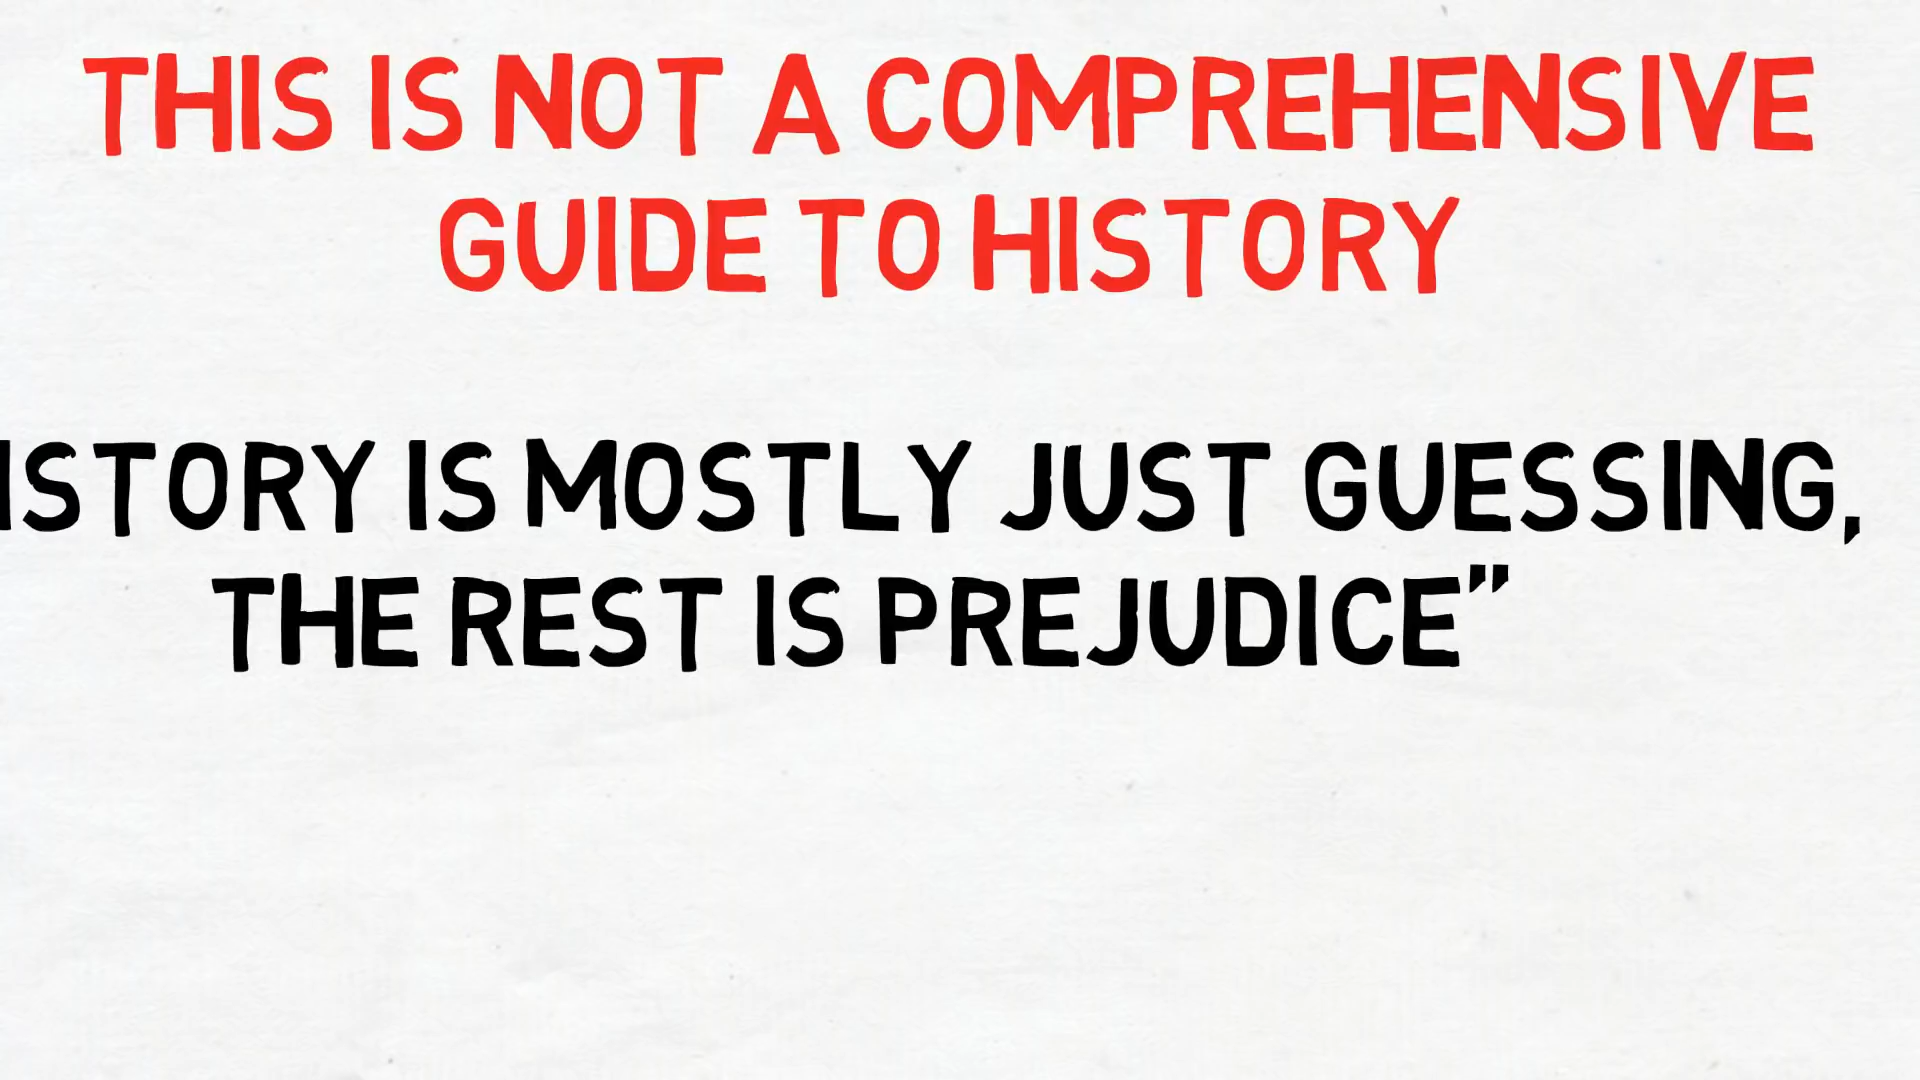 THIS IS NOT A COMPREHENSIVE
GUIDE TO HISTORY
ISTORY IS MOSTLY JUST GUESSING,
THE REST IS PREJUDICE”